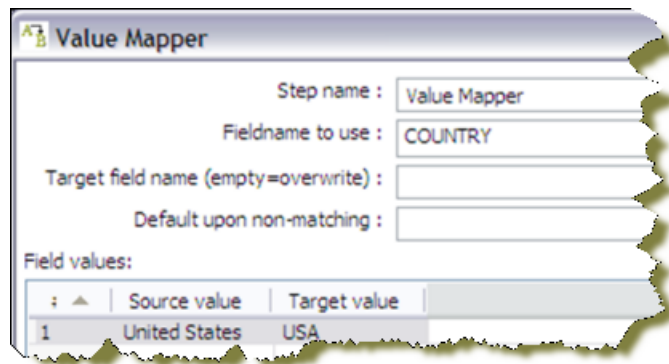 Value Mapper
Step name : Value Mapper
Fieldname to use : COUNTRY
Target field name (empty=overwrite) :
Default upon non-matching :
Field values:
: Source value Target value
1 United States USA